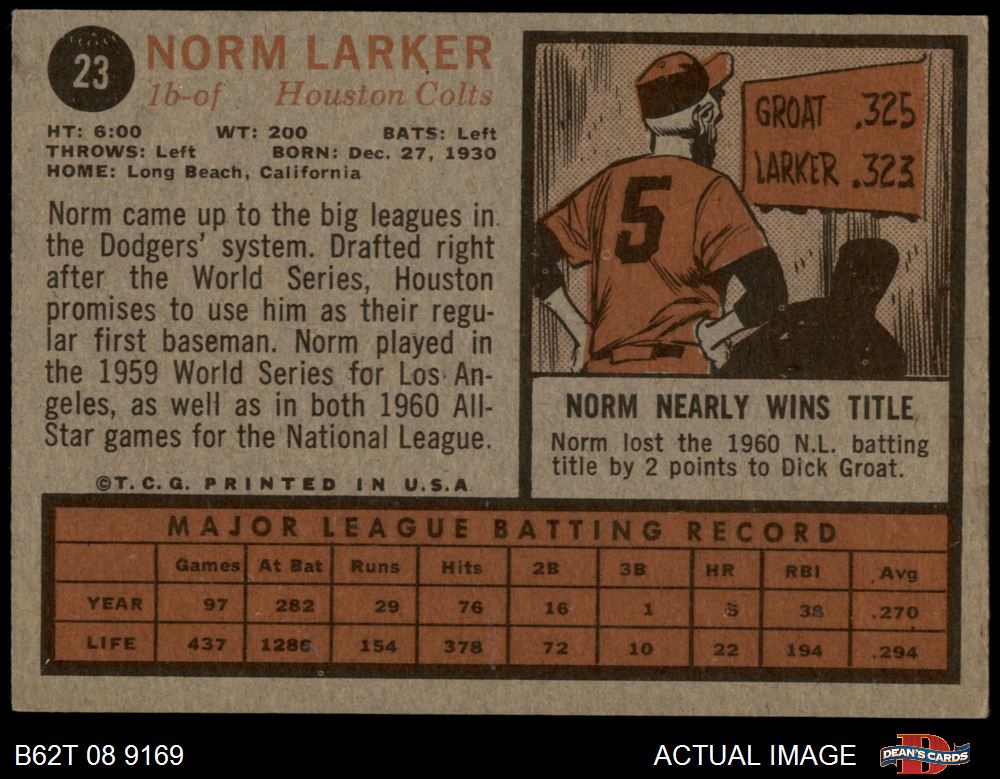 23
NORM LARKER
1b-of Houston Colts
HT: 6:00 WT: 200 BATS: Left
THROWS: Left BORN: Dec. 27, 1930
HOME: Long Beach, California
Norm came up to the big leagues in
the Dodgers' system. Drafted right
after the World Series, Houston
promises to use him as their regu-
lar first baseman. Norm played in
the 1959 World Series for Los An-
geles, as well as in both 1960 All-
Star games for the National League.
©T.C.G. PRINTED IN U.S.A
GROAT .325
LARKER .323
5
NORM NEARLY WINS TITLE
Norm lost the 1960 N.L. batting
title by 2 points to Dick Groat.
MAJOR LEAGUE BATTING RECORD
Games At Bat Runs Hits 2B 3B HR RBI Avg
YEAR 97 282 29 76 16 1 5 38 .270
LIFE 437 1286 154 378 72 10 22 194 .294
B62T 08 9169
ACTUAL IMAGE
DEAN'S CARDS